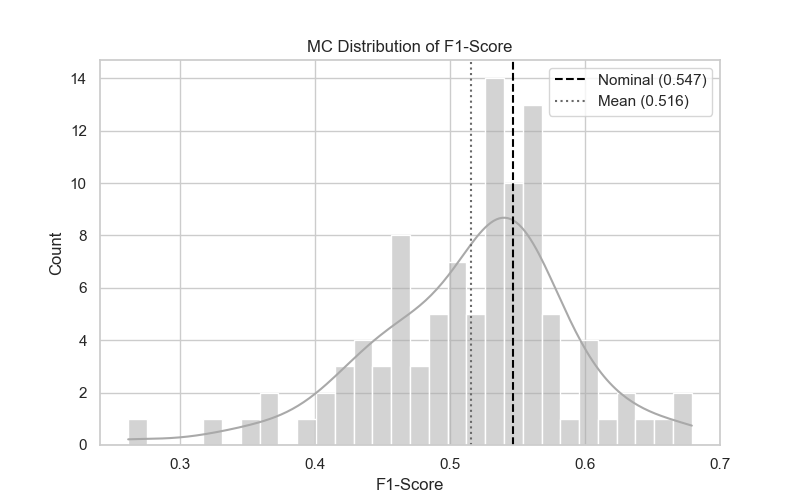 MC Distribution of F1-Score
Nominal (0.547)
Mean (0.516)
Count
14
12
10
8
6
4
2
0
0.3 0.4 0.5 0.6 0.7
F1-Score